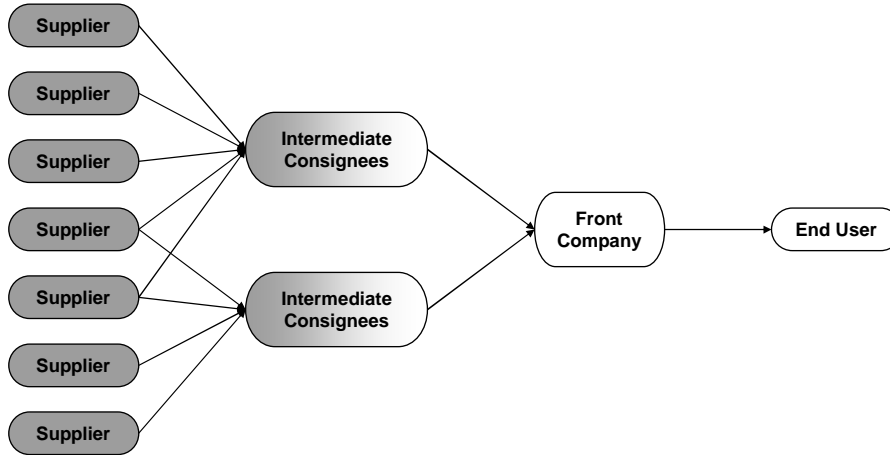 Supplier
Supplier
Supplier
Supplier
Supplier
Supplier
Supplier
Intermediate
Consignees
Intermediate
Consignees
Front
Company
End User